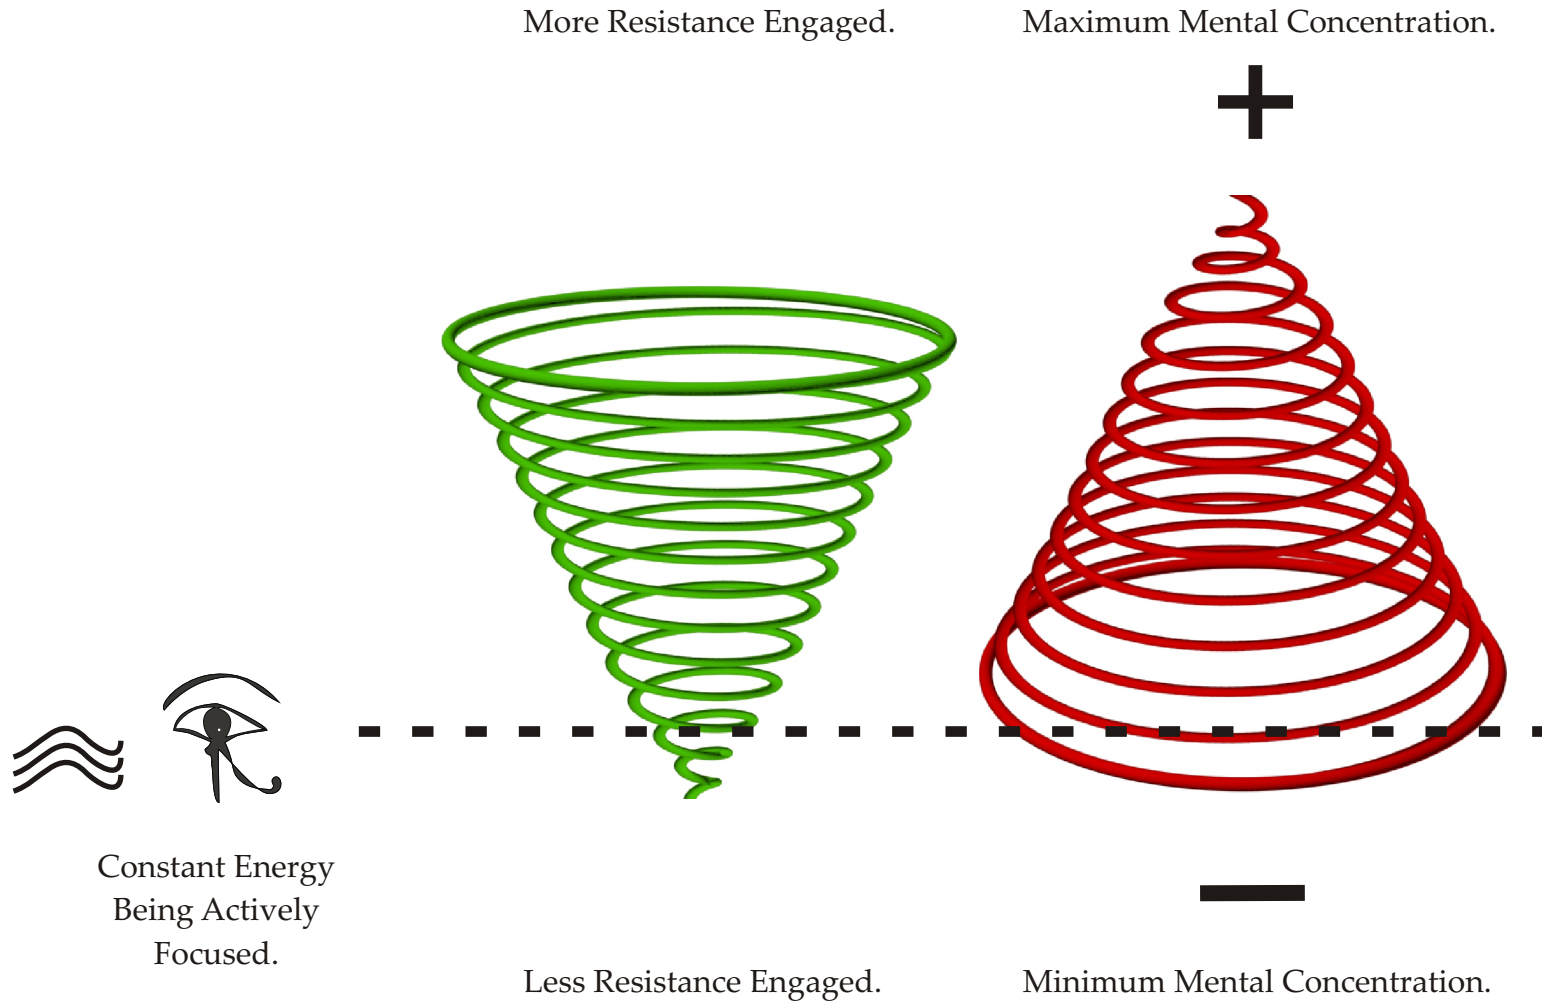 More Resistance Engaged.
Maximum Mental Concentration.
Constant Energy
Being Actively
Focused.
Less Resistance Engaged.
Minimum Mental Concentration.